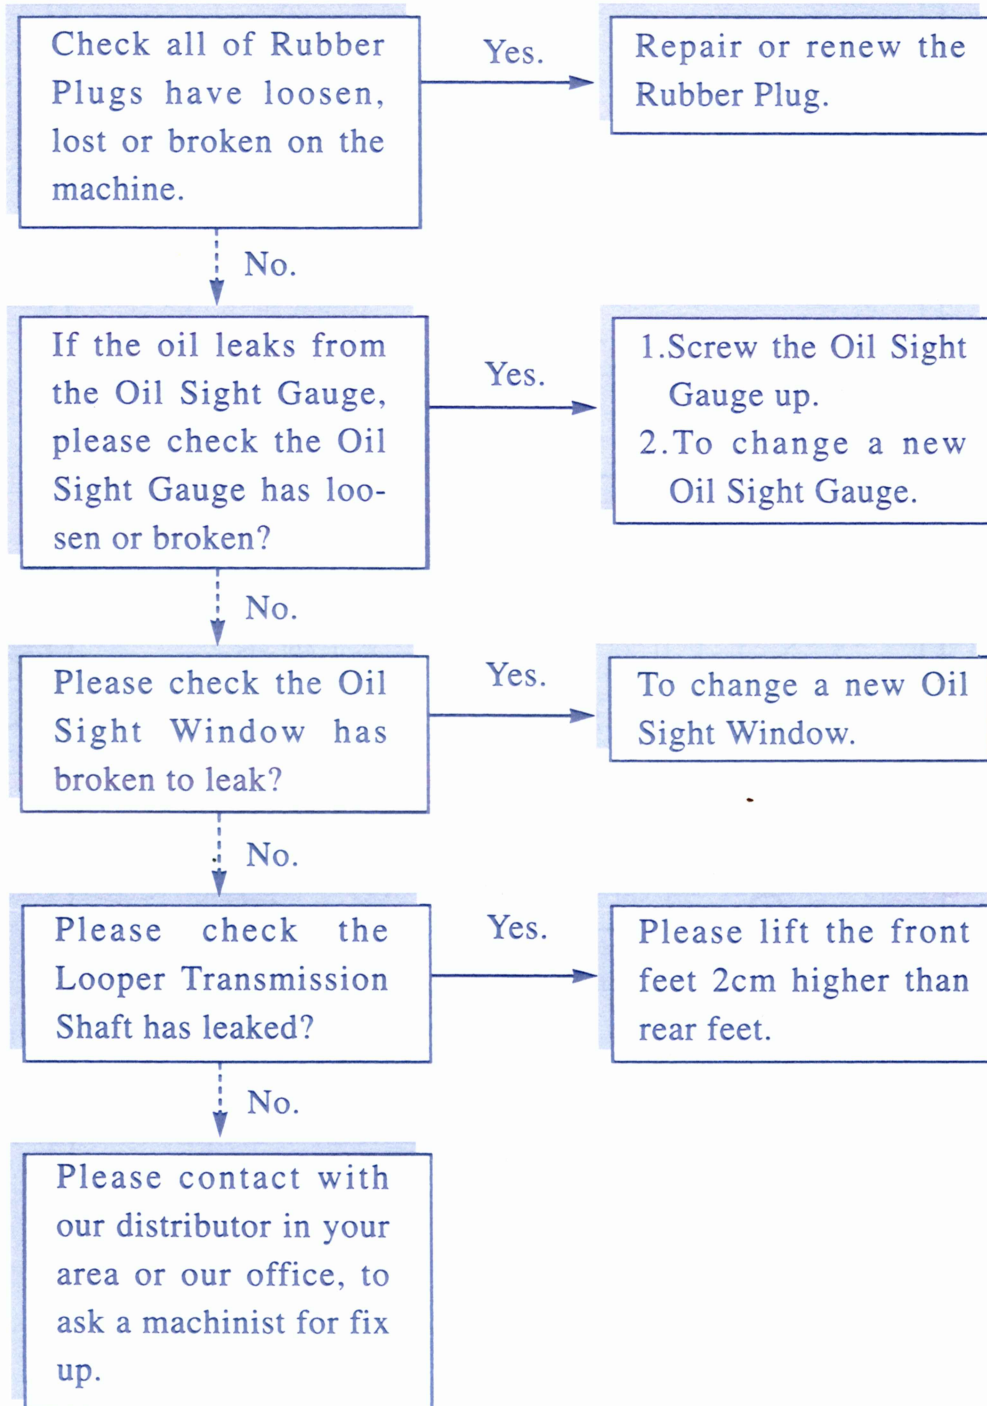 Check all of Rubber
Plugs have loosen,
lost or broken on the
machine.
Yes.
Repair or renew the
Rubber Plug.
No.
If the oil leaks from
the Oil Sight Gauge,
please check the Oil
Sight Gauge has loo-
sen or broken?
Yes.
1.Screw the Oil Sight
Gauge up.
2.To change a new
Oil Sight Gauge.
No.
Please check the Oil
Sight Window has
broken to leak?
Yes.
To change a new Oil
Sight Window.
No.
Please check the
Looper Transmission
Shaft has leaked?
Yes.
Please lift the front
feet 2cm higher than
rear feet.
No.
Please contact with
our distributor in your
area or our office, to
ask a machinist for fix
up.